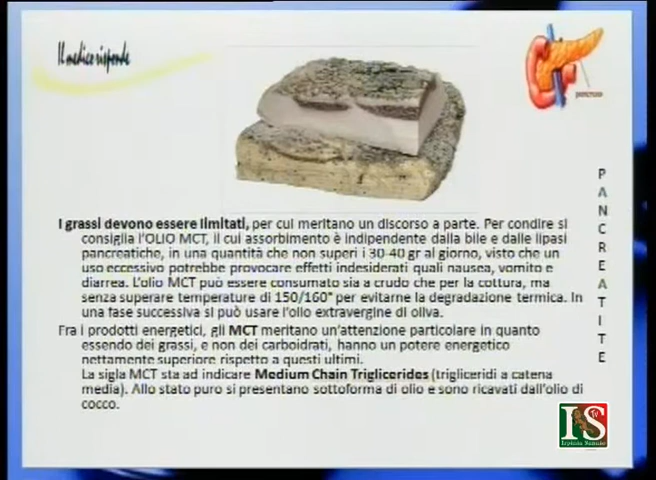 Il medico risponde
pancreas
P
A
N
C
R
E
A
T
I
T
E
I grassi devono essere limitati, per cui meritano un discorso a parte. Per condire si
consiglia l'OLIO MCT, il cui assorbimento è indipendente dalla bile e dalle lipasi
pancreatiche, in una quantità che non superi i 30-40 gr al giorno, visto che un
uso eccessivo potrebbe provocare effetti indesiderati quali nausea, vomito e
diarrea. L'olio MCT può essere consumato sia a crudo che per la cottura, ma
senza superare temperature di 150/160° per evitarne la degradazione termica. In
una fase successiva si può usare l'olio extravergine di oliva.
Fra i prodotti energetici, gli MCT meritano un'attenzione particolare in quanto
essendo dei grassi, e non dei carboidrati, hanno un potere energetico
nettamente superiore rispetto a questi ultimi.
La sigla MCT sta ad indicare Medium Chain Triglicerides (trigliceridi a catena
media). Allo stato puro si presentano sottoforma di olio e sono ricavati dall'olio di
cocco.
IS
Tv